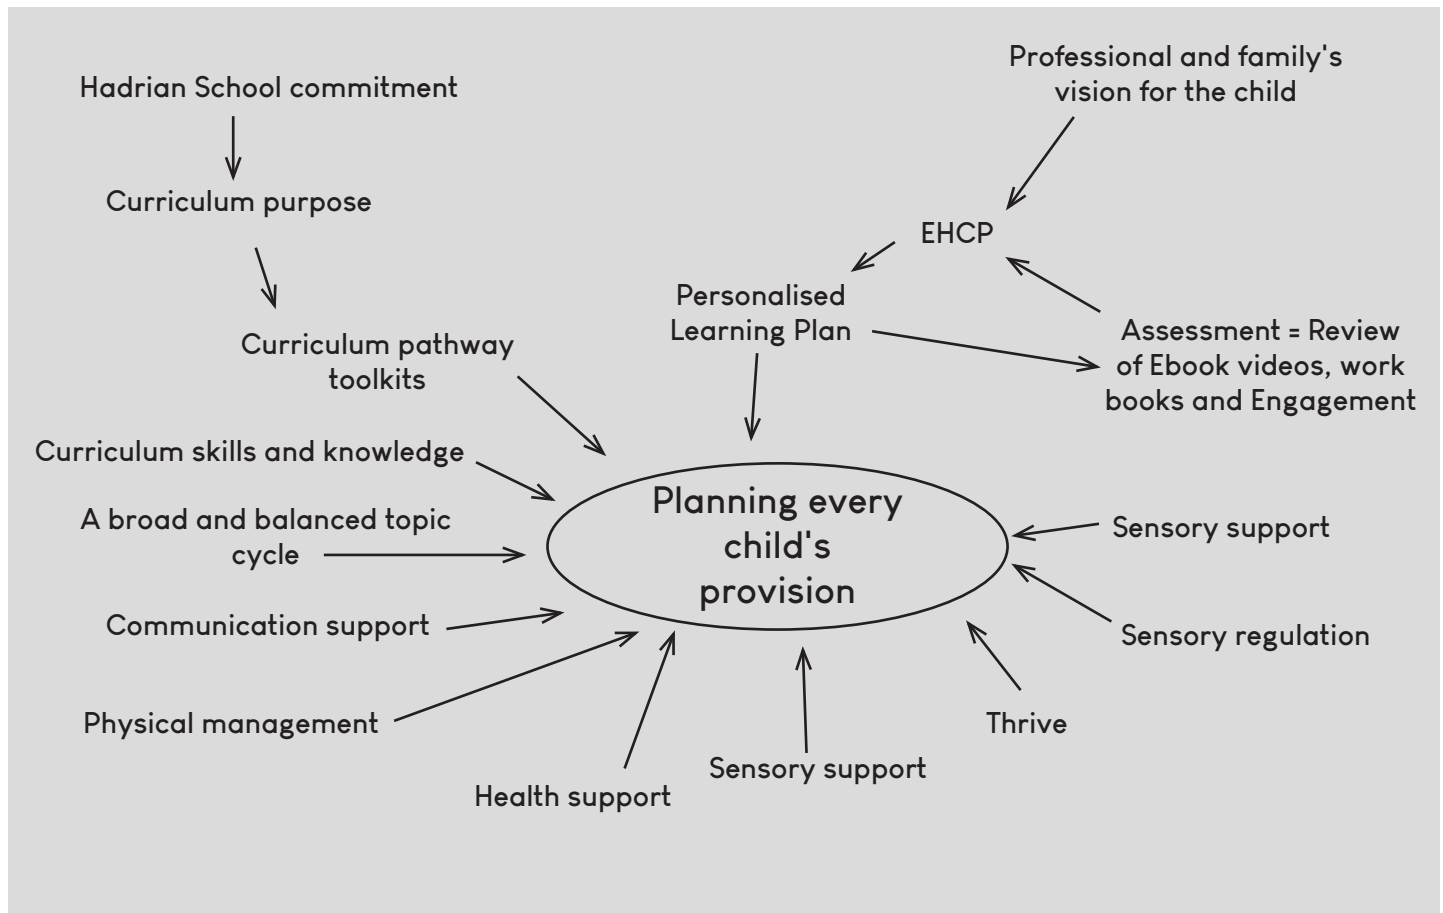 Hadrian School commitment
Professional and family's
vision for the child
Curriculum purpose
EHCP
Personalised
Learning Plan
Assessment = Review
of Ebook videos, work
books and Engagement
Curriculum pathway
toolkits
Curriculum skills and knowledge
A broad and balanced topic
cycle
Planning every
child's
provision
Sensory support
Communication support
Sensory regulation
Physical management
Thrive
Health support
Sensory support